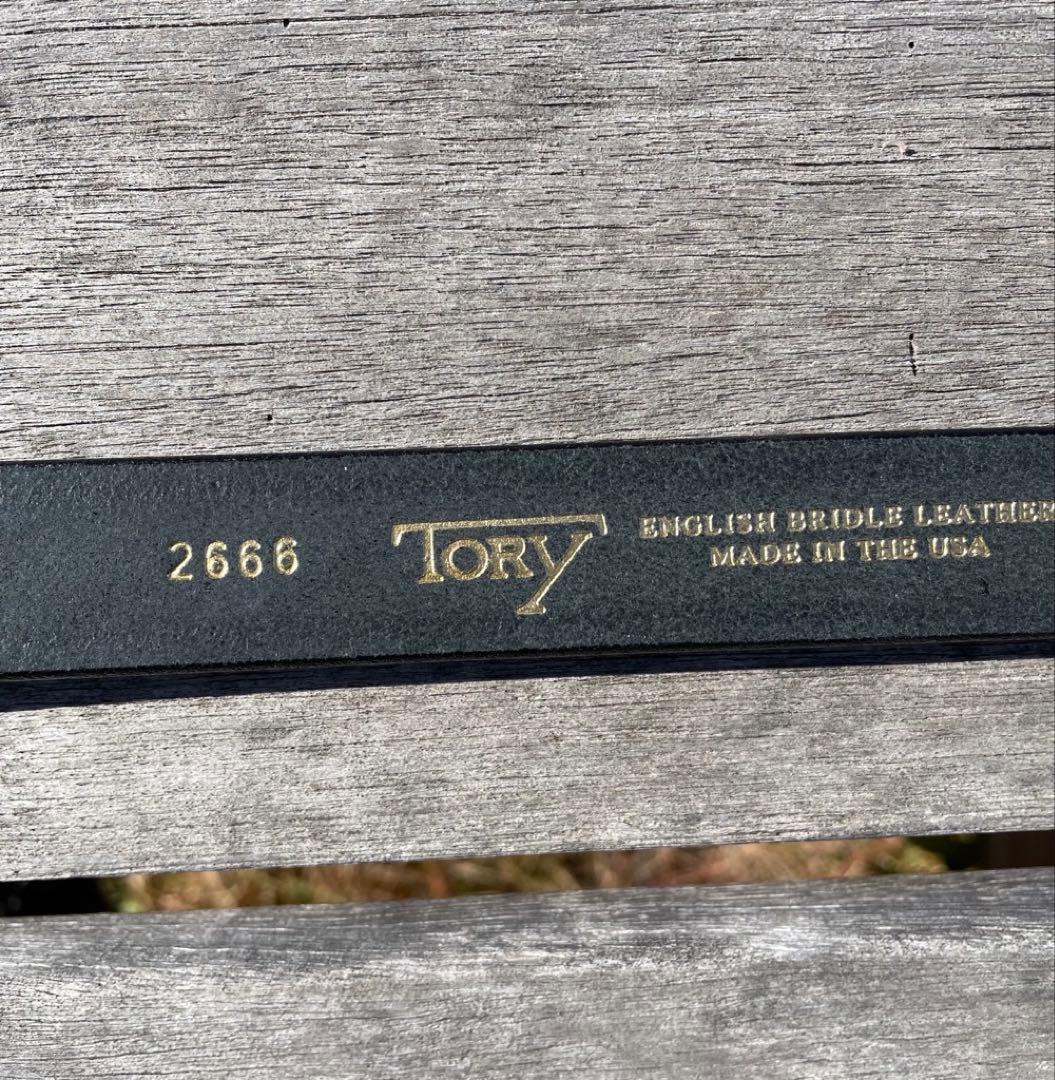 2666
TORY
ENGLISH BRIDLE LEATHER
MADE IN THE USA